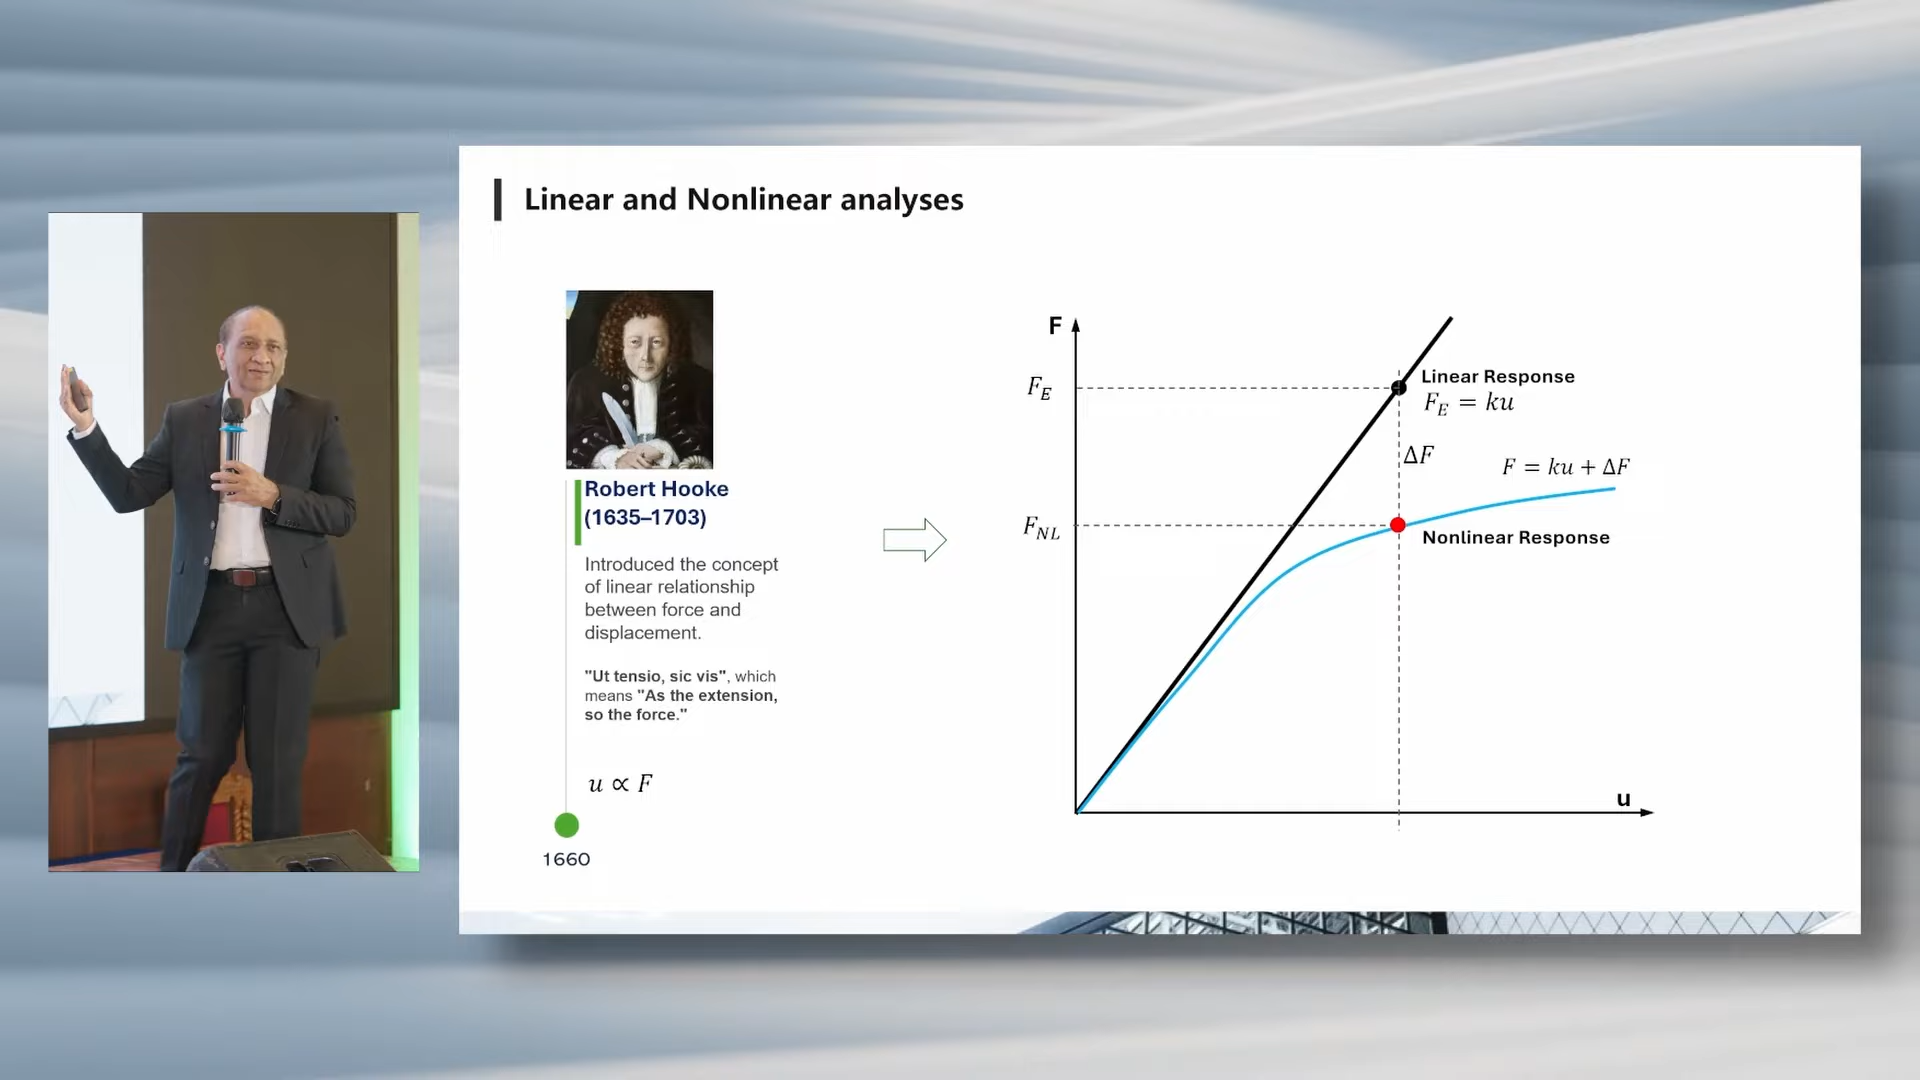 Linear and Nonlinear analyses
Robert Hooke
(1635–1703)
Introduced the concept
of linear relationship
between force and
displacement.
"Ut tensio, sic vis", which
means "As the extension,
so the force."
u ∝ F
1660
F
F_E
Linear Response
F_E = ku
ΔF
F = ku + ΔF
F_NL
Nonlinear Response
u